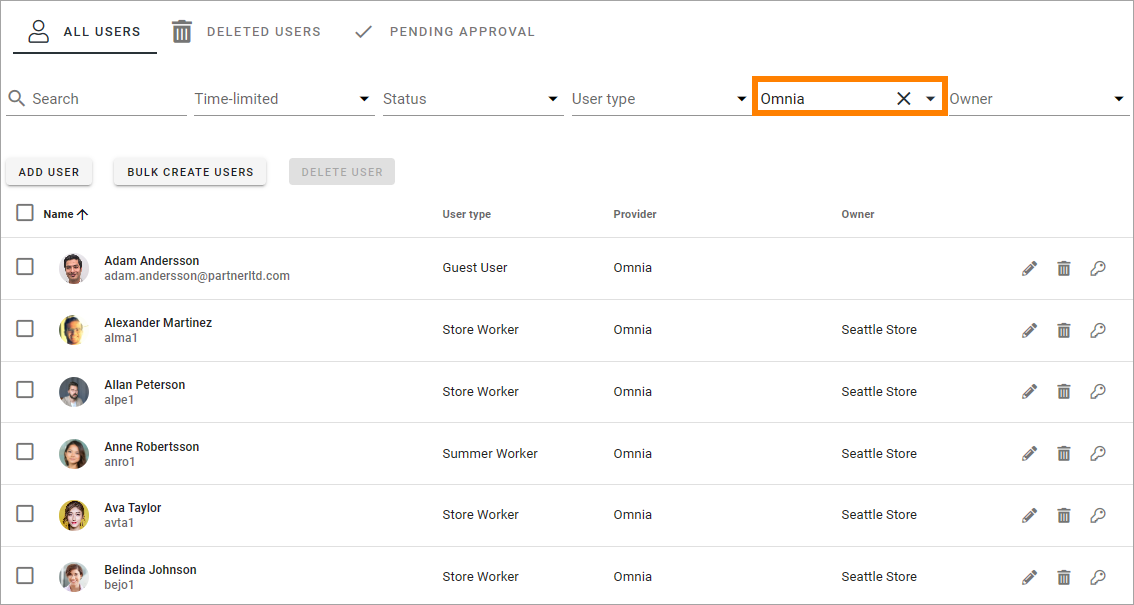 ALL USERS DELETED USERS PENDING APPROVAL
Search Time-limited Status User type Omnia Owner
ADD USER BULK CREATE USERS DELETE USER
Name User type Provider Owner
Adam Andersson
adam.andersson@partnerltd.com
Guest User Omnia
Alexander Martinez
alma1
Store Worker Omnia Seattle Store
Allan Peterson
alpe1
Store Worker Omnia Seattle Store
Anne Robertsson
anro1
Summer Worker Omnia Seattle Store
Ava Taylor
avta1
Store Worker Omnia Seattle Store
Belinda Johnson
bejo1
Store Worker Omnia Seattle Store